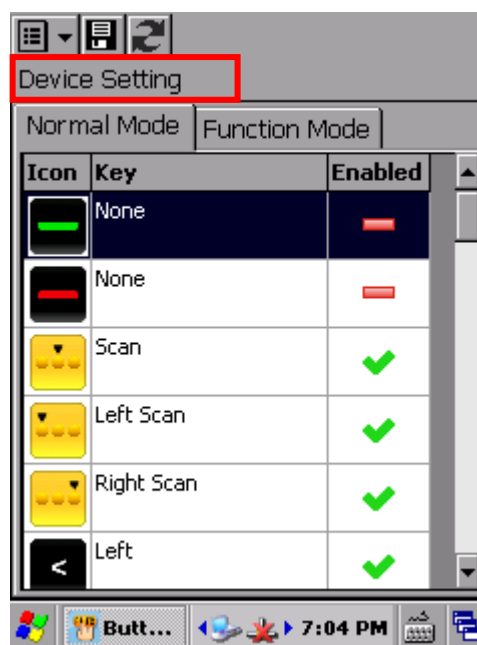 Device Setting
Normal Mode Function Mode
Icon Key Enabled
None
None
Scan
Left Scan
Right Scan
< Left
Butt... 7:04 PM